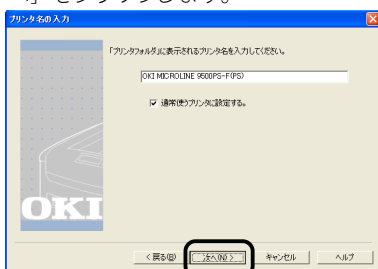 」をクリックします。
プリンタ名の入力
「プリンタフォルダ」に表示されるプリンタ名を入力してください。
OKI MICROLINE 9500PS-F(PS)
通常使うプリンタに設定する。
OKI
< 戻る(B)
次へ(N) >
キャンセル
ヘルプ